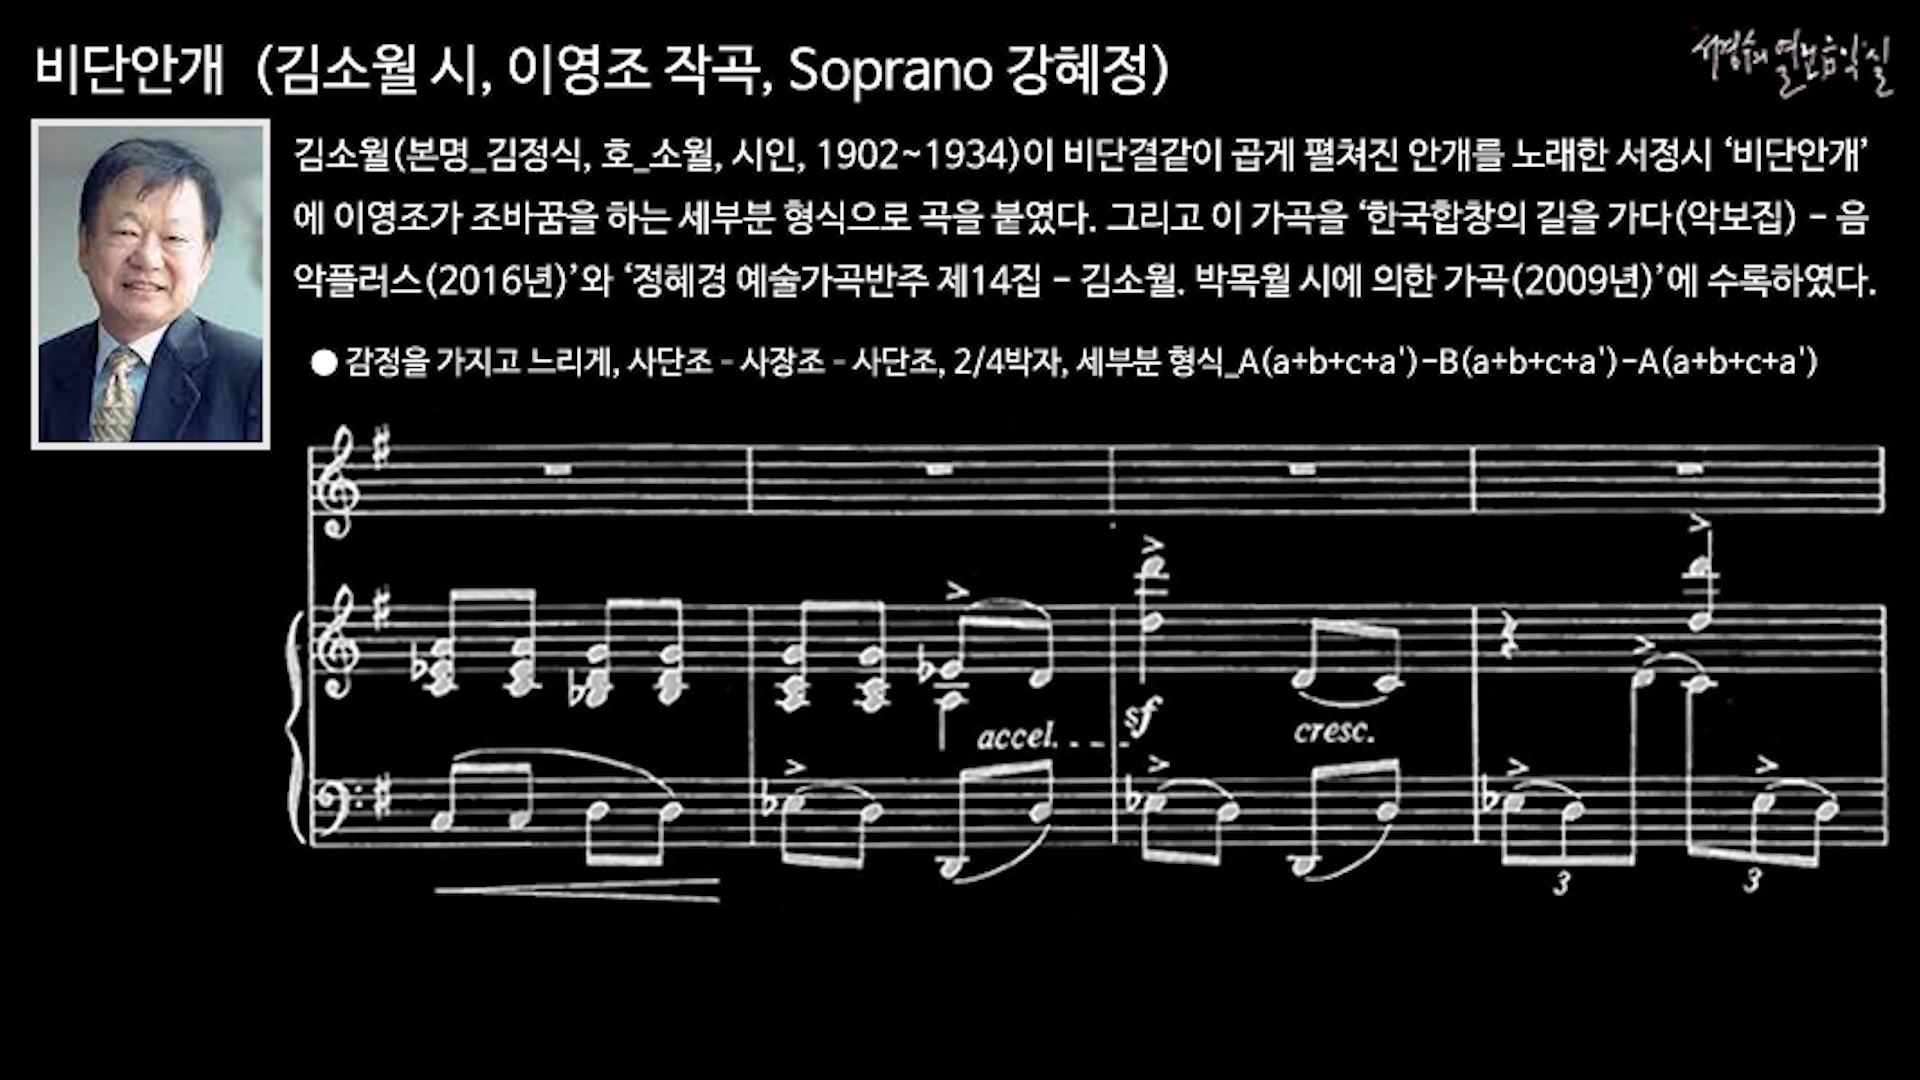 비단안개 (김소월 시, 이영조 작곡, Soprano 강혜정)
서경수의 열린음악실
김소월(본명_김정식, 호_소월, 시인, 1902~1934)이 비단결같이 곱게 펼쳐진 안개를 노래한 서정시 ‘비단안개’
에 이영조가 조바꿈을 하는 세부분 형식으로 곡을 붙였다. 그리고 이 가곡을 ‘한국합창의 길을 가다(악보집) - 음
악플러스(2016년)’와 ‘정혜경 예술가곡반주 제14집 - 김소월. 박목월 시에 의한 가곡(2009년)’에 수록하였다.
● 감정을 가지고 느리게, 사단조 - 사장조 - 사단조, 2/4박자, 세부분 형식_A(a+b+c+a')-B(a+b+c+a')-A(a+b+c+a')
accel.
sf
cresc.
3
3